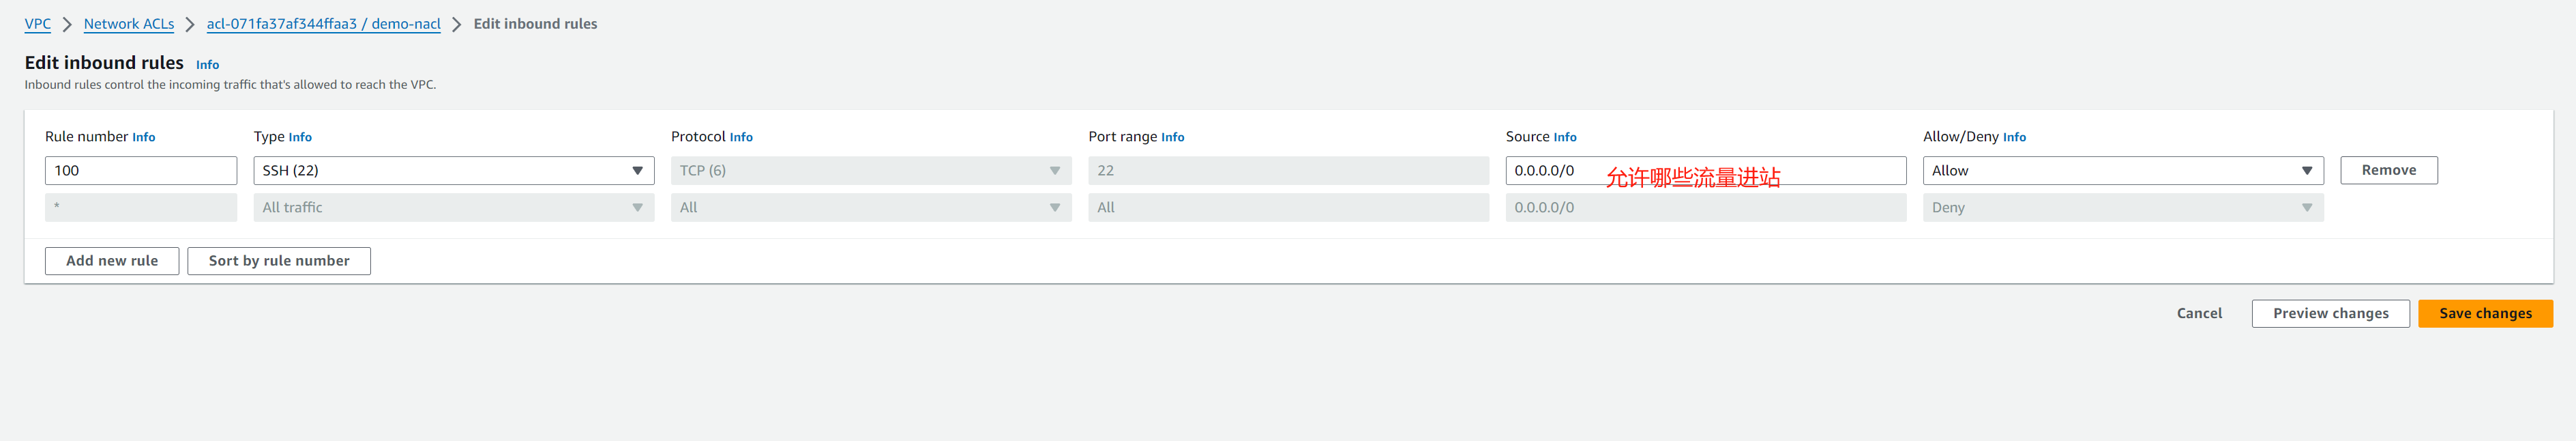 VPC > Network ACLs > acl-071fa37af344ffaa3 / demo-nacl > Edit inbound rules
Edit inbound rules Info
Inbound rules control the incoming traffic that's allowed to reach the VPC.
Rule number Info Type Info Protocol Info Port range Info Source Info Allow/Deny Info
100 SSH (22) TCP (6) 22 0.0.0.0/0 允许哪些流量进站 Allow Remove
* All traffic All All 0.0.0.0/0 Deny
Add new rule Sort by rule number
Cancel Preview changes Save changes